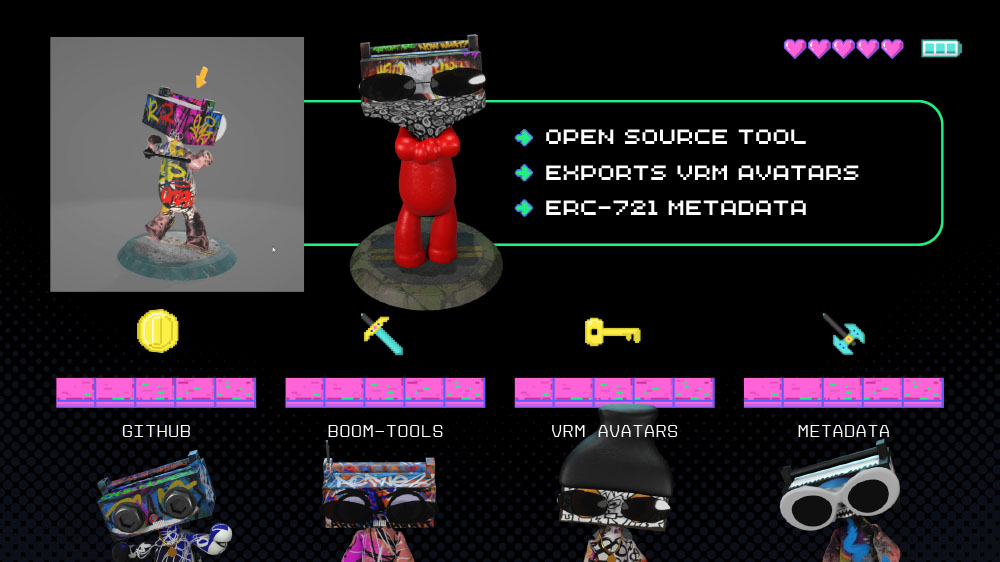 OPEN SOURCE TOOL
EXPORTS VRM AVATARS
ERC-721 METADATA
GITHUB
BOOM-TOOLS
VRM AVATARS
METADATA